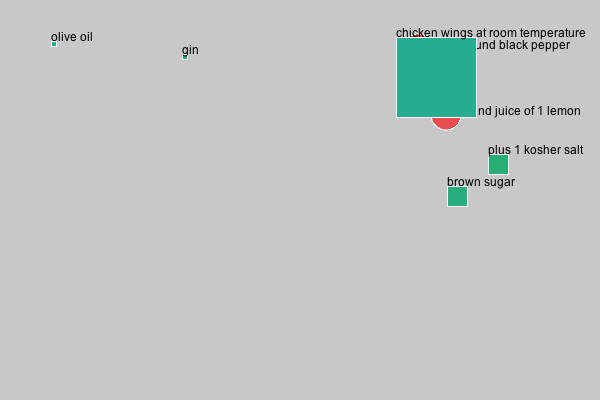 chicken wings at room temperature
olive oil
und black pepper
gin
nd juice of 1 lemon
plus 1 kosher salt
brown sugar